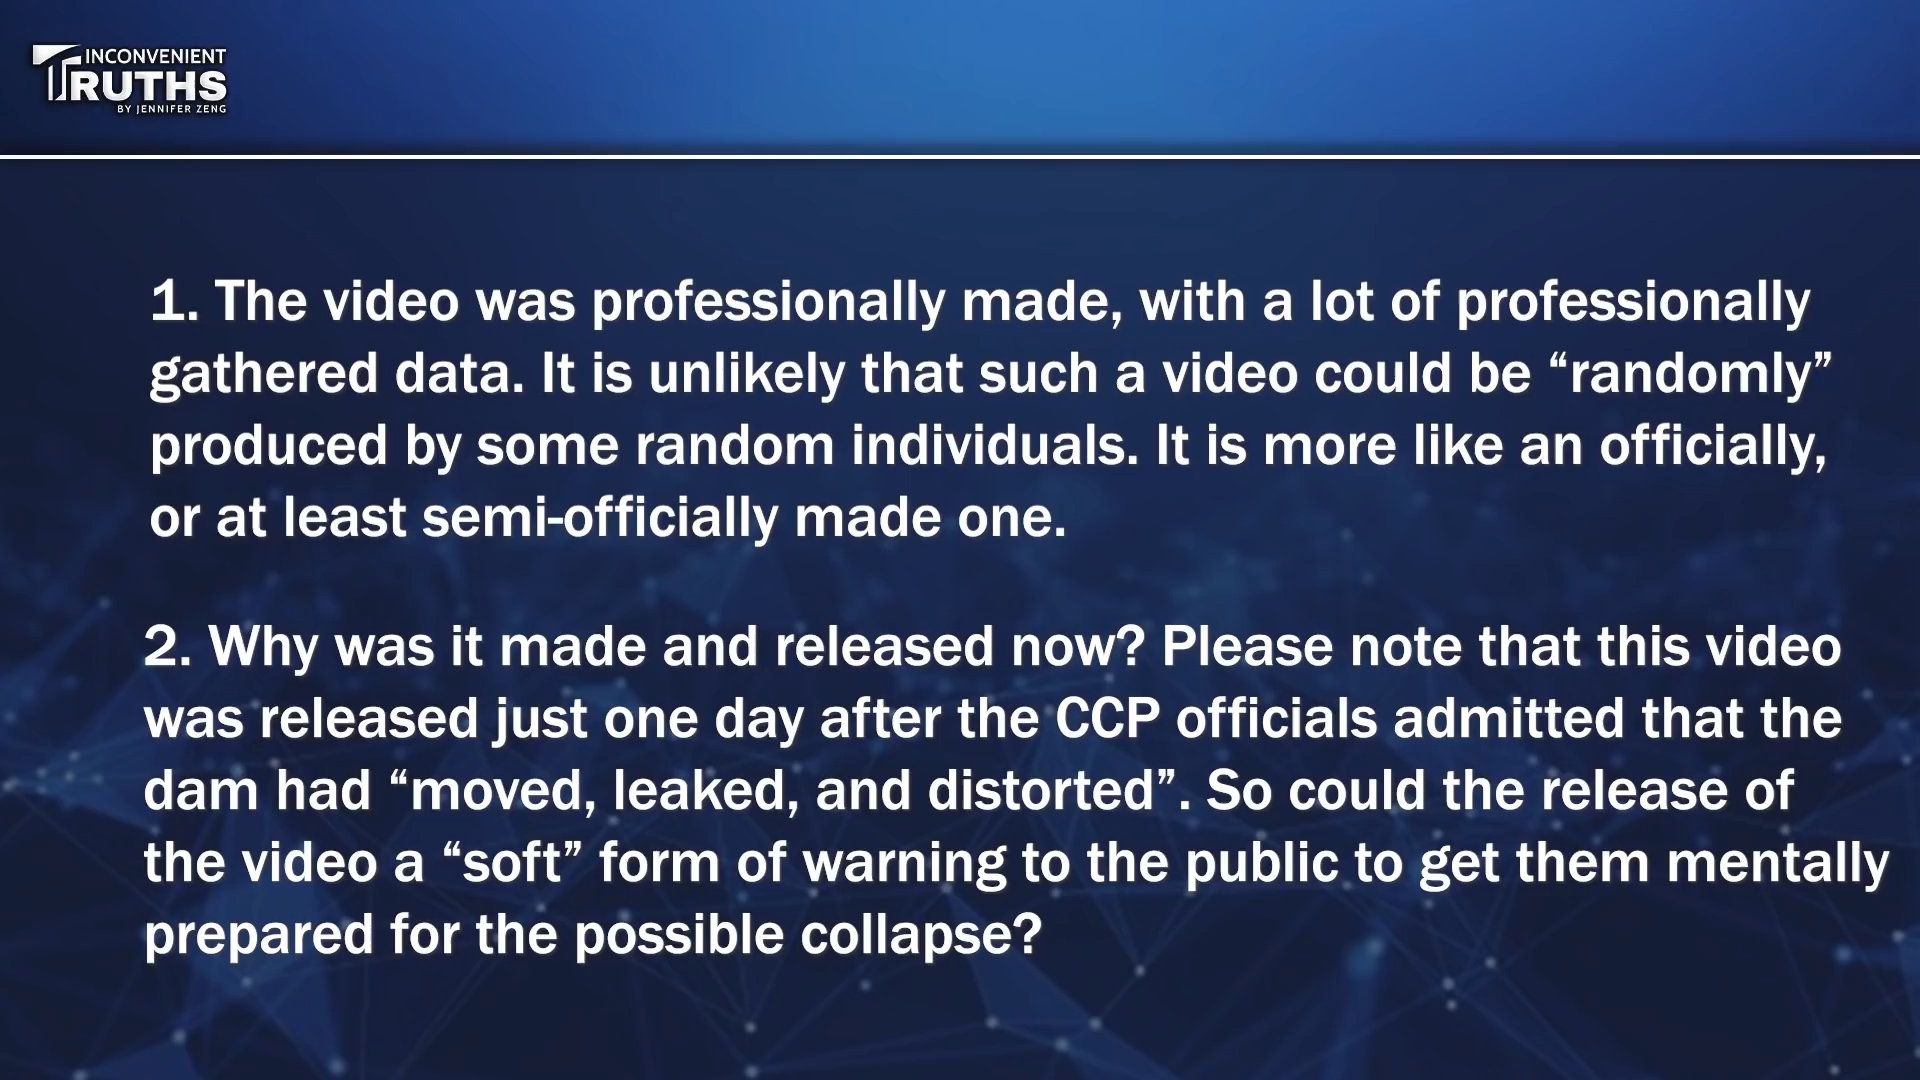 INCONVENIENT
TRUTHS
BY JENNIFER ZENG
1. The video was professionally made, with a lot of professionally
gathered data. It is unlikely that such a video could be “randomly”
produced by some random individuals. It is more like an officially,
or at least semi-officially made one.
2. Why was it made and released now? Please note that this video
was released just one day after the CCP officials admitted that the
dam had “moved, leaked, and distorted”. So could the release of
the video a “soft” form of warning to the public to get them mentally
prepared for the possible collapse?